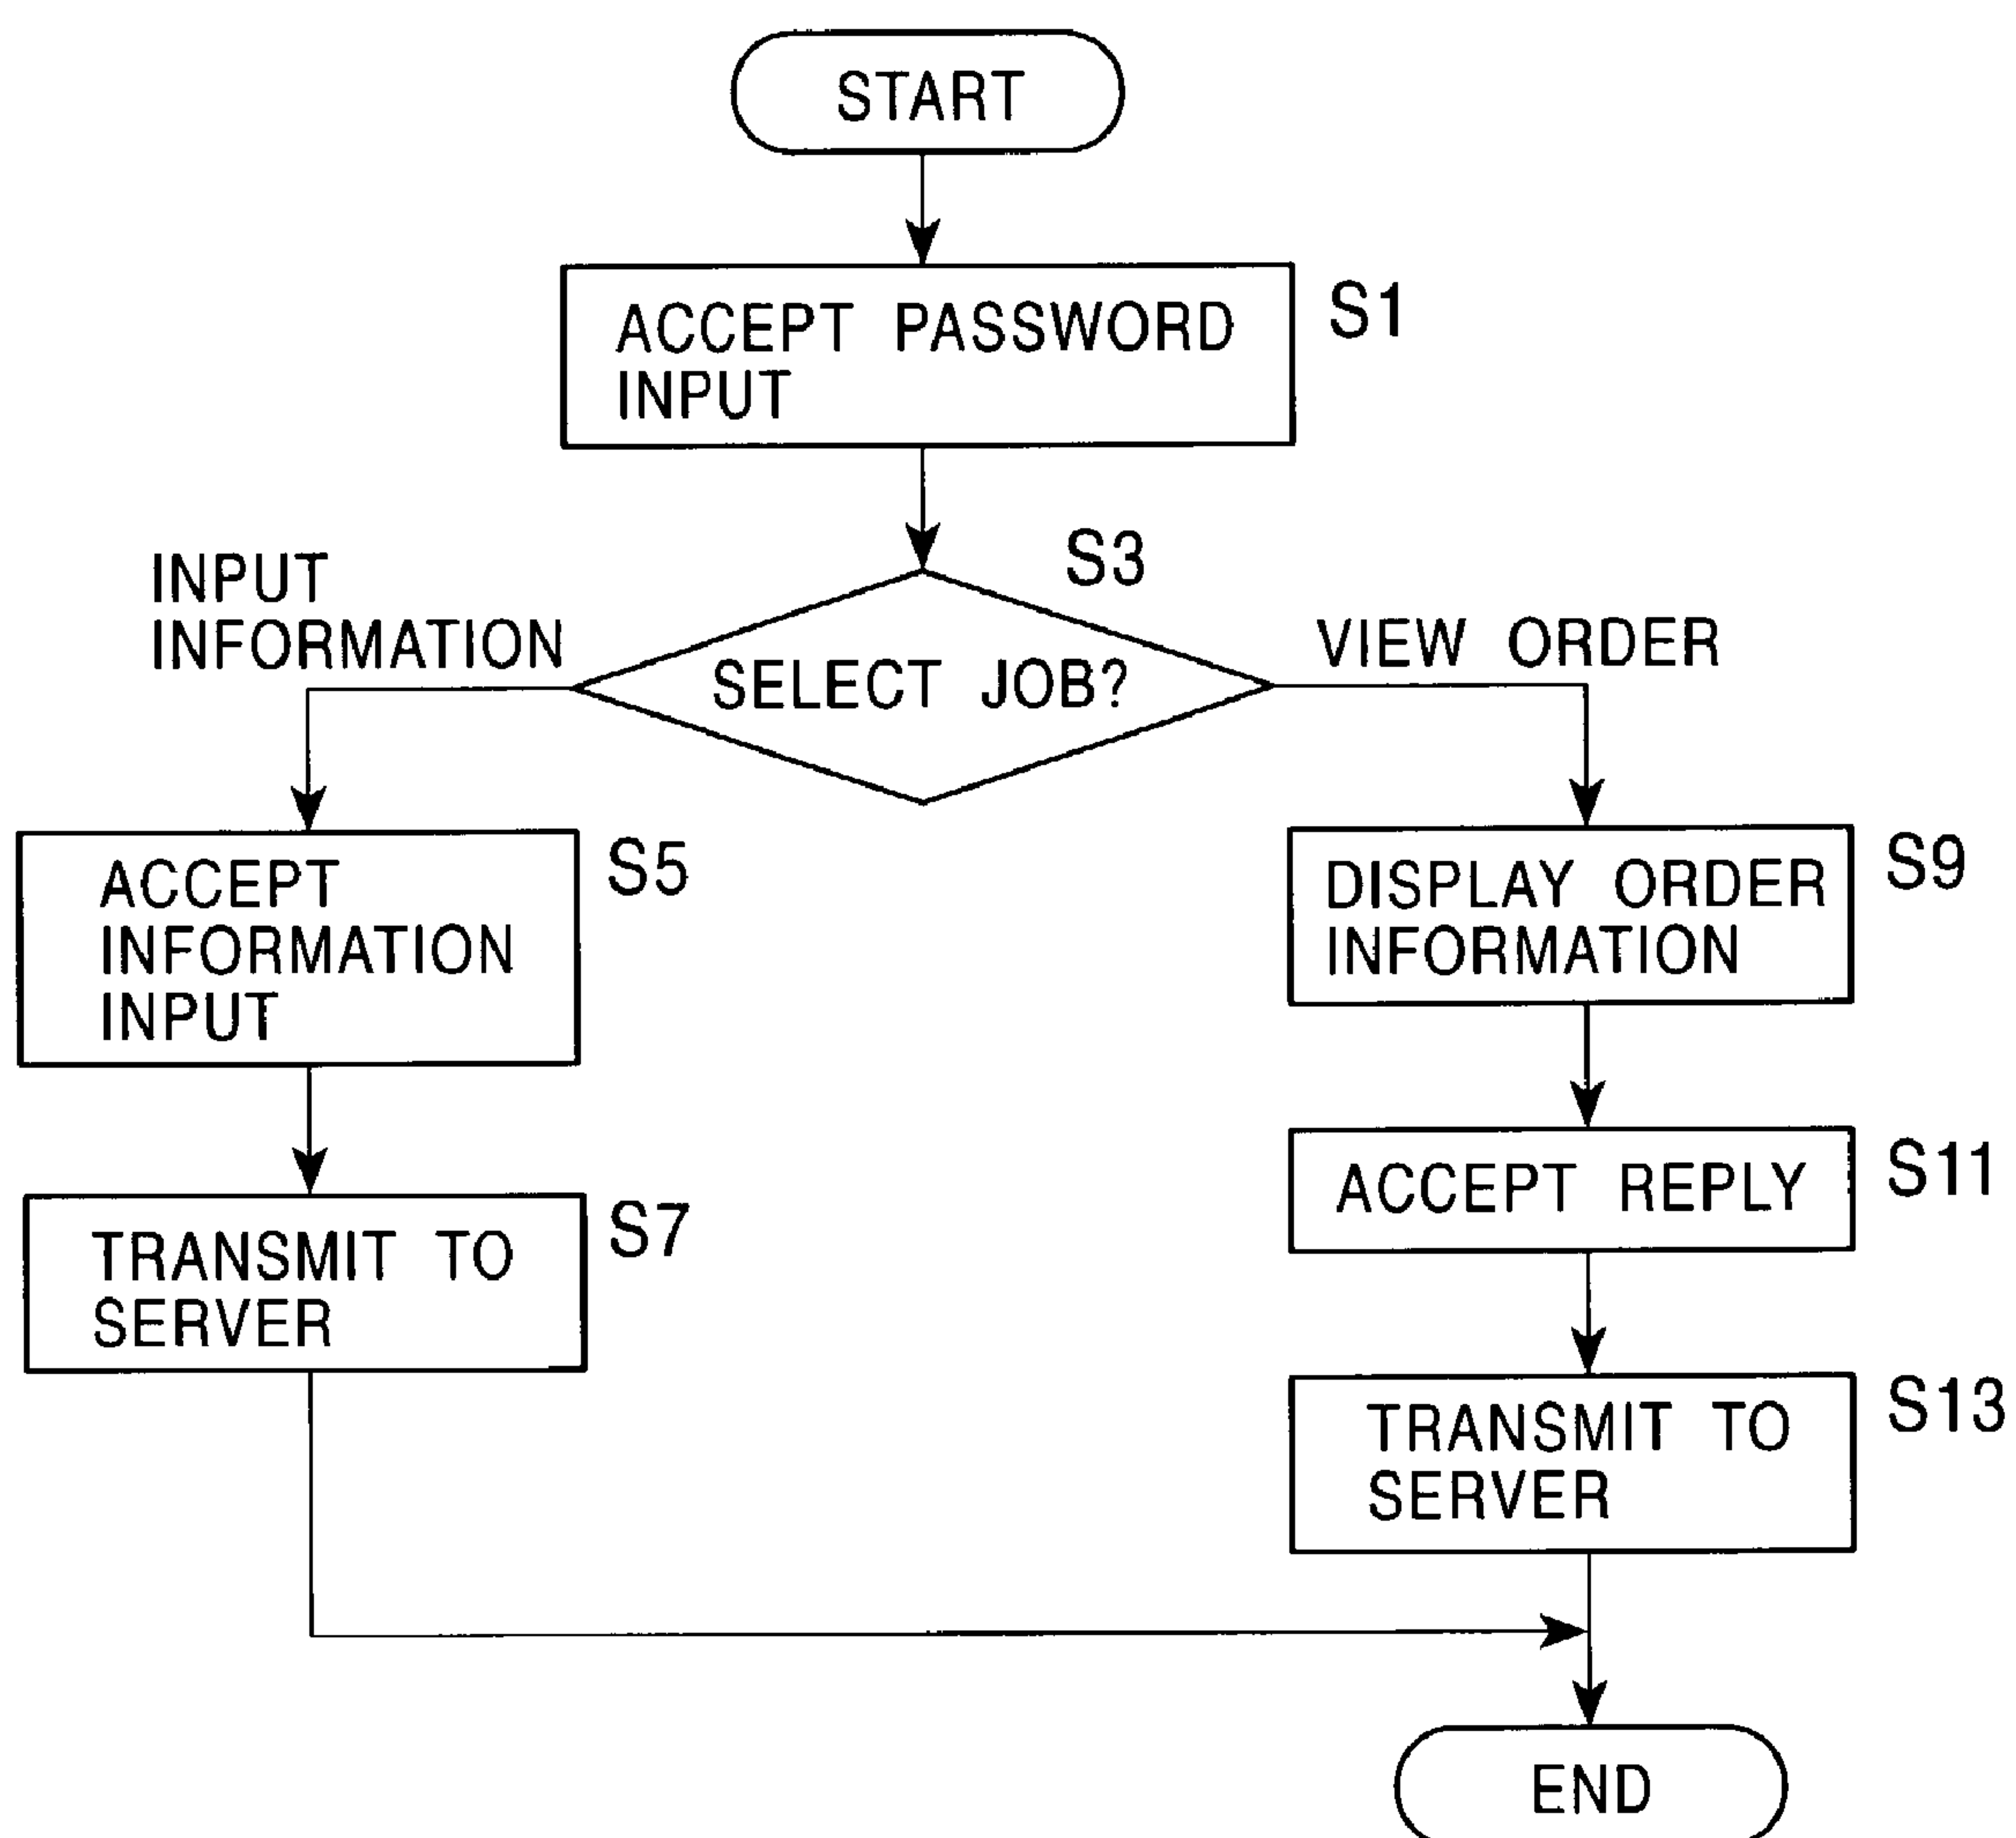 START
ACCEPT PASSWORD
INPUT
S1
S3
INPUT
INFORMATION
SELECT JOB?
VIEW ORDER
ACCEPT
INFORMATION
INPUT
S5
DISPLAY ORDER
INFORMATION
S9
TRANSMIT TO
SERVER
S7
ACCEPT REPLY
S11
TRANSMIT TO
SERVER
S13
END